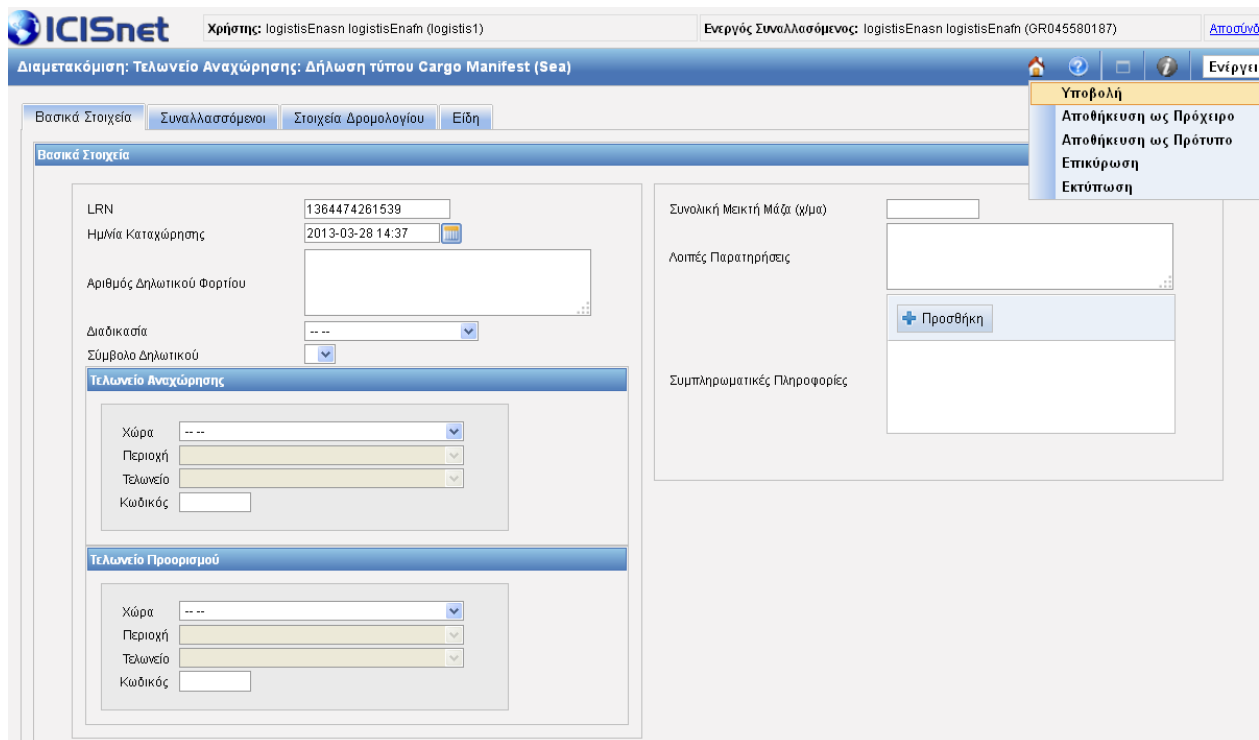 ICISnet
Χρήστης: logistisEnasn logistisEnafn (logistis1)
Ενεργός Συναλλασόμενος: logistisEnasn logistisEnafn (GR045580187)
Αποσύνδ
Διαμετακόμιση: Τελωνείο Αναχώρησης: Δήλωση τύπου Cargo Manifest (Sea)
Ενέργει
Υποβολή
Αποθήκευση ως Πρόχειρο
Αποθήκευση ως Πρότυπο
Επικύρωση
Εκτύπωση
Βασικά Στοιχεία Συναλλασσόμενοι Στοιχεία Δρομολογίου Είδη
Βασικά Στοιχεία
LRN 1364474261539
Ημ/νία Καταχώρησης 2013-03-28 14:37
Αριθμός Δηλωτικού Φορτίου
Διαδικασία -- --
Σύμβολο Δηλωτικού
Τελωνείο Αναχώρησης
Χώρα -- --
Περιοχή
Τελωνείο
Κωδικός
Τελωνείο Προορισμού
Χώρα -- --
Περιοχή
Τελωνείο
Κωδικός
Συνολική Μεικτή Μάζα (χ/μα)
Λοιπές Παρατηρήσεις
Προσθήκη
Συμπληρωματικές Πληροφορίες